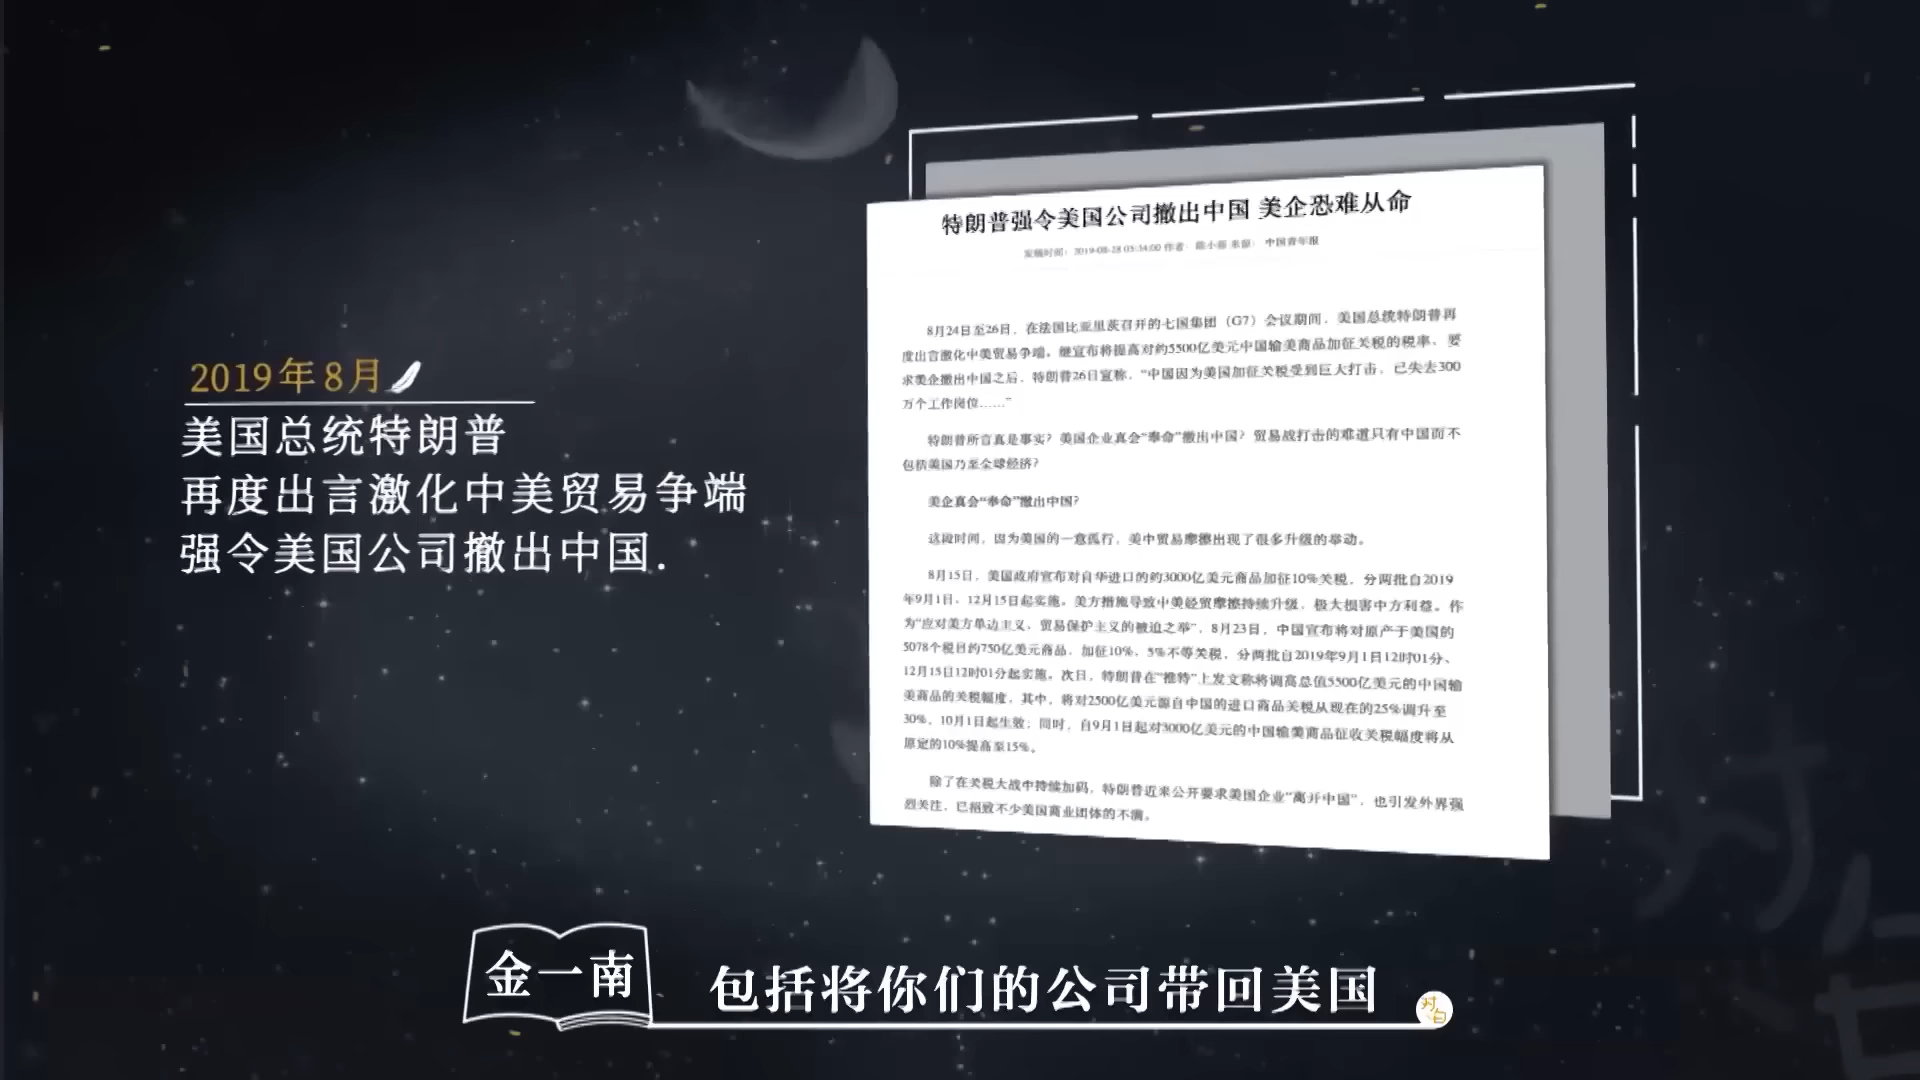 2019年8月
美国总统特朗普
再度出言激化中美贸易争端
强令美国公司撤出中国.
特朗普强令美国公司撤出中国 美企恐难从命
发稿时间：2019-08-28 05:34:00 作者： 来源： 中国青年报
8月24日至26日，在法国比亚里茨召开的七国集团（G7）会议期间，美国总统特朗普再
度出言激化中美贸易争端。继宣布将提高对约5500亿美元中国输美商品加征关税的税率、要
求美企撤出中国之后，特朗普26日宣称，“中国因为美国加征关税受到巨大打击，已失去300
万个工作岗位……”
特朗普所言真是事实？美国企业真会“奉命”撤出中国？贸易战打击的难道只有中国而不
包括美国乃至全球经济？
美企真会“奉命”撤出中国？
这段时间，因为美国的一意孤行，美中贸易摩擦出现了很多升级的举动。
8月15日，美国政府宣布对自华进口的约3000亿美元商品加征10%关税，分两批自2019
年9月1日、12月15日起实施。美方措施导致中美经贸摩擦持续升级，极大损害中方利益。作
为“应对美方单边主义、贸易保护主义的被迫之举”，8月23日，中国宣布将对原产于美国的
5078个税目约750亿美元商品，加征10%、5%不等关税，分两批自2019年9月1日12时01分、
12月15日12时01分起实施。次日，特朗普在“推特”上发文称将调高总值5500亿美元的中国输
美商品的关税幅度，其中，将对2500亿美元源自中国的进口商品关税从现在的25%调升至
30%，10月1日起生效；同时，自9月1日起对3000亿美元的中国输美商品征收关税幅度将从
原定的10%提高至15%。
除了在关税大战中持续加码，特朗普近来公开要求美国企业“离开中国”，也引发外界强
烈关注，已招致不少美国商业团体的不满。
金一南
包括将你们的公司带回美国
对白